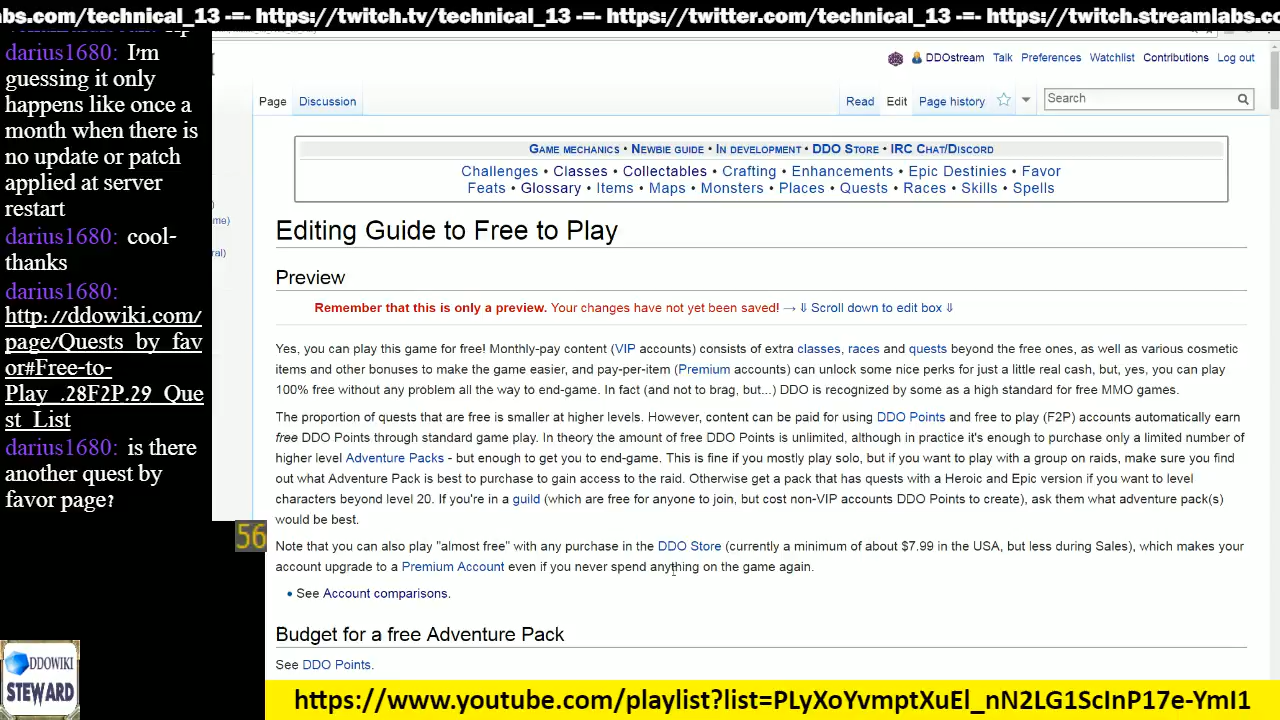 bs.com/technical_13 -=- https://twitch.tv/technical_13 -=- https://twitter.com/technical_13 -=- https://twitch.streamlabs.co
darius1680: I'm
guessing it only
happens like once a
month when there is
no update or patch
applied at server
restart
darius1680: cool-
thanks
darius1680:
http://ddowiki.com/
page/Quests_by_fav
or#Free-to-
Play_.28F2P.29_Que
st_List
darius1680: is there
another quest by
favor page?
DDOWIKI
STEWARD
56
DDOstream Talk Preferences Watchlist Contributions Log out
Page Discussion Read Edit Page history Search
Game mechanics • Newbie guide • In development • DDO Store • IRC Chat/Discord
Challenges • Classes • Collectables • Crafting • Enhancements • Epic Destinies • Favor
Feats • Glossary • Items • Maps • Monsters • Places • Quests • Races • Skills • Spells
Editing Guide to Free to Play
Preview
Remember that this is only a preview. Your changes have not yet been saved! → ⇓ Scroll down to edit box ⇓
Yes, you can play this game for free! Monthly-pay content (VIP accounts) consists of extra classes, races and quests beyond the free ones, as well as various cosmetic
items and other bonuses to make the game easier, and pay-per-item (Premium accounts) can unlock some nice perks for just a little real cash, but, yes, you can play
100% free without any problem all the way to end-game. In fact (and not to brag, but...) DDO is recognized by some as a high standard for free MMO games.
The proportion of quests that are free is smaller at higher levels. However, content can be paid for using DDO Points and free to play (F2P) accounts automatically earn
free DDO Points through standard game play. In theory the amount of free DDO Points is unlimited, although in practice it's enough to purchase only a limited number of
higher level Adventure Packs - but enough to get you to end-game. This is fine if you mostly play solo, but if you want to play with a group on raids, make sure you find
out what Adventure Pack is best to purchase to gain access to the raid. Otherwise get a pack that has quests with a Heroic and Epic version if you want to level
characters beyond level 20. If you're in a guild (which are free for anyone to join, but cost non-VIP accounts DDO Points to create), ask them what adventure pack(s)
would be best.
Note that you can also play "almost free" with any purchase in the DDO Store (currently a minimum of about $7.99 in the USA, but less during Sales), which makes your
account upgrade to a Premium Account even if you never spend anything on the game again.
• See Account comparisons.
Budget for a free Adventure Pack
See DDO Points.
https://www.youtube.com/playlist?list=PLyXoYvmptXuEl_nN2LG1ScInP17e-YmI1